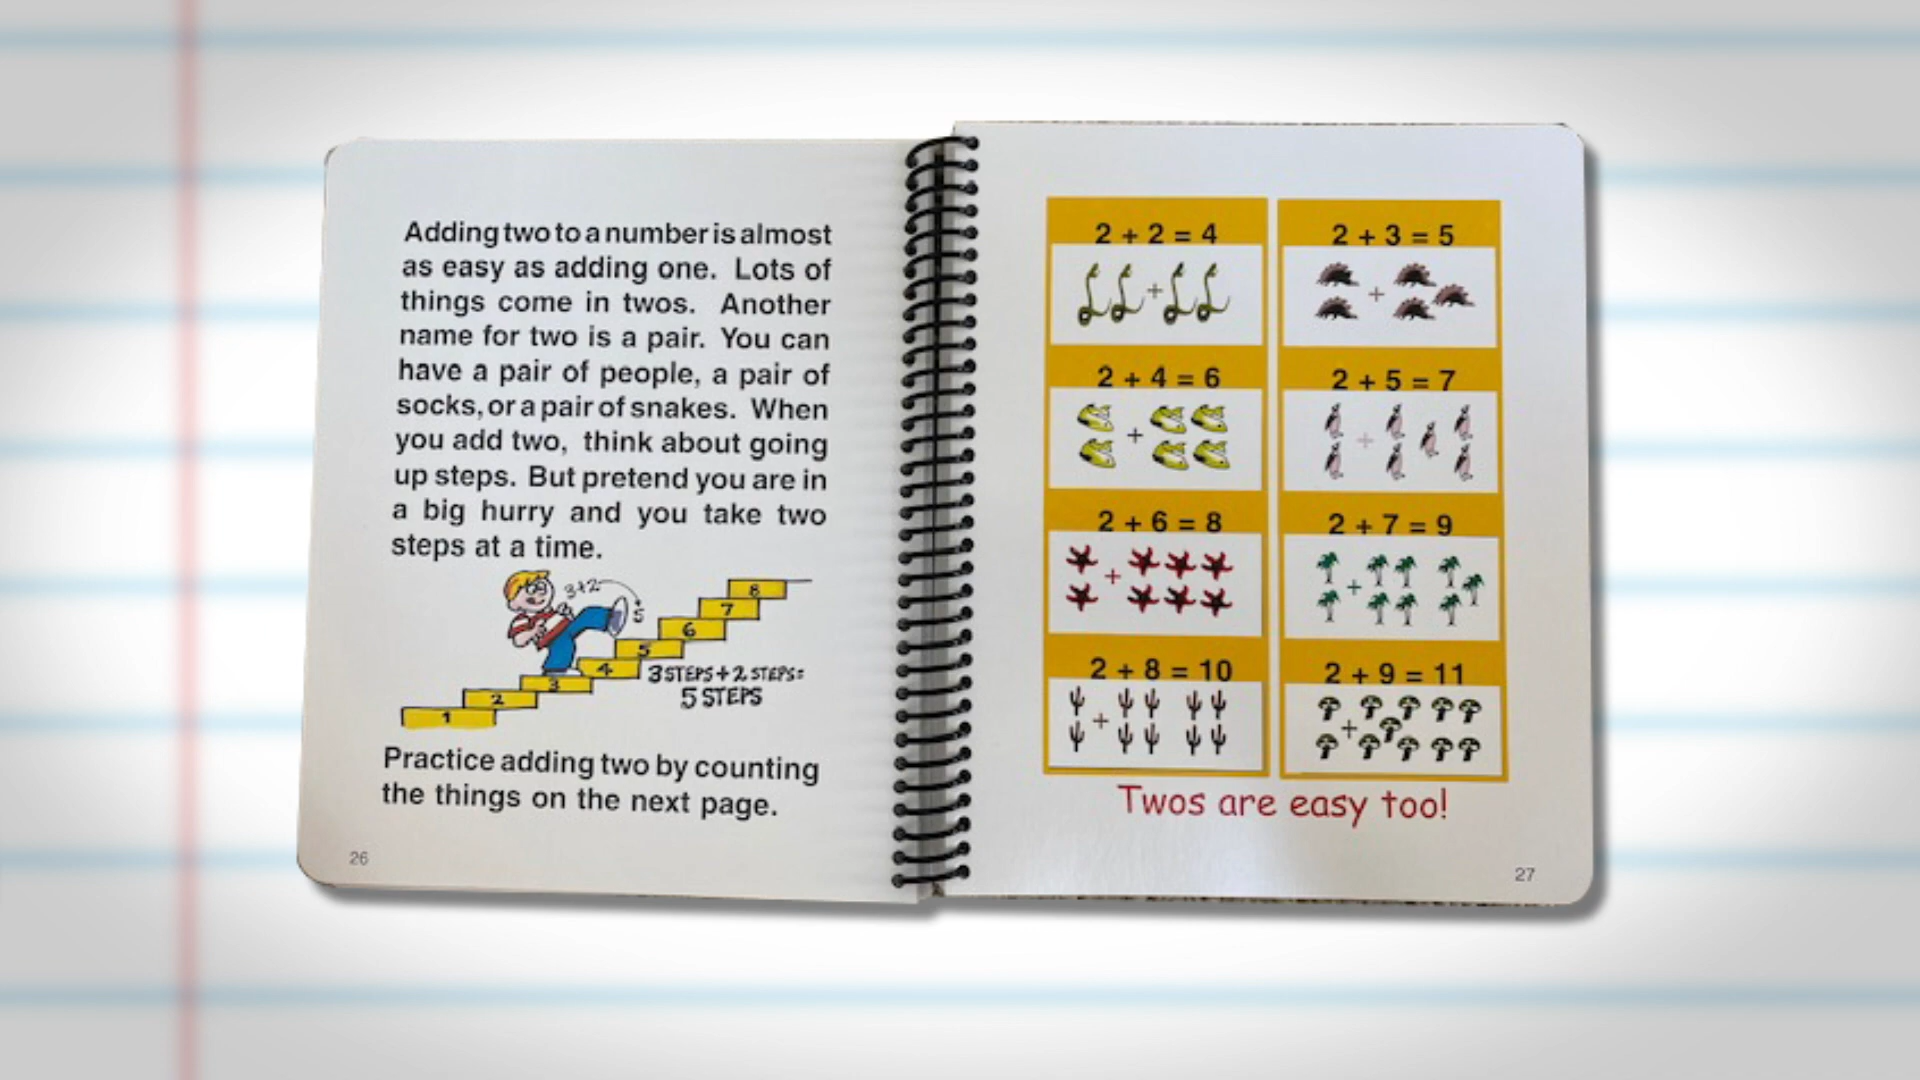 Adding two to a number is almost
as easy as adding one. Lots of
things come in twos. Another
name for two is a pair. You can
have a pair of people, a pair of
socks, or a pair of snakes. When
you add two, think about going
up steps. But pretend you are in
a big hurry and you take two
steps at a time.
3+2
5
8
7
6
5
4
3
2
1
3 STEPS + 2 STEPS =
5 STEPS
Practice adding two by counting
the things on the next page.
26
2 + 2 = 4
+
2 + 3 = 5
+
2 + 4 = 6
+
2 + 5 = 7
+
2 + 6 = 8
+
2 + 7 = 9
+
2 + 8 = 10
+
2 + 9 = 11
+
Twos are easy too!
27